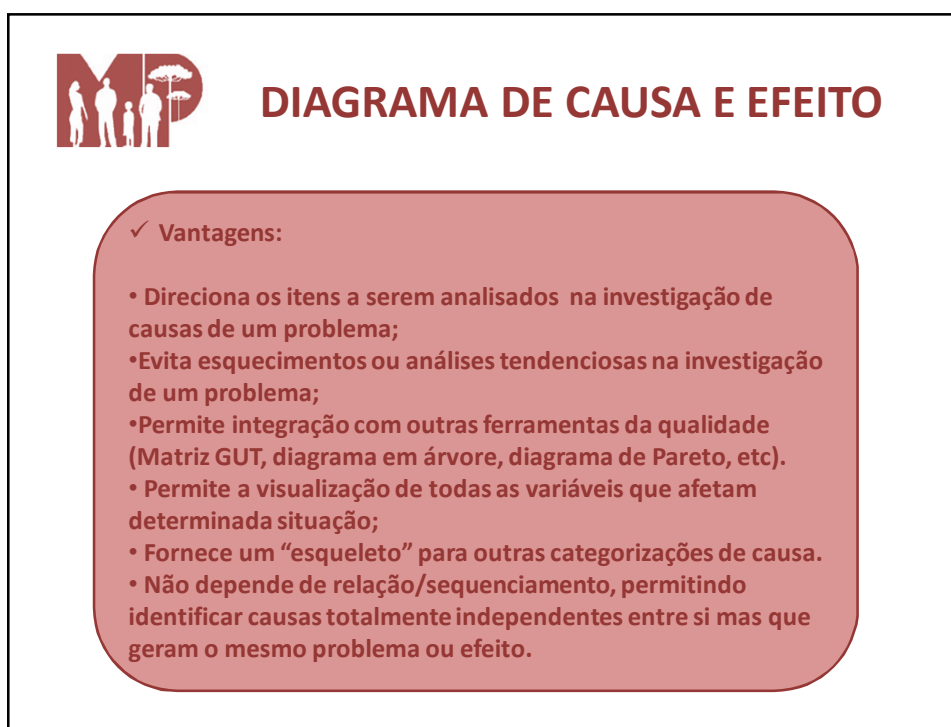 MP
DIAGRAMA DE CAUSA E EFEITO
✓ Vantagens:
• Direciona os itens a serem analisados na investigação de
causas de um problema;
•Evita esquecimentos ou análises tendenciosas na investigação
de um problema;
•Permite integração com outras ferramentas da qualidade
(Matriz GUT, diagrama em árvore, diagrama de Pareto, etc).
• Permite a visualização de todas as variáveis que afetam
determinada situação;
• Fornece um “esqueleto” para outras categorizações de causa.
• Não depende de relação/sequenciamento, permitindo
identificar causas totalmente independentes entre si mas que
geram o mesmo problema ou efeito.